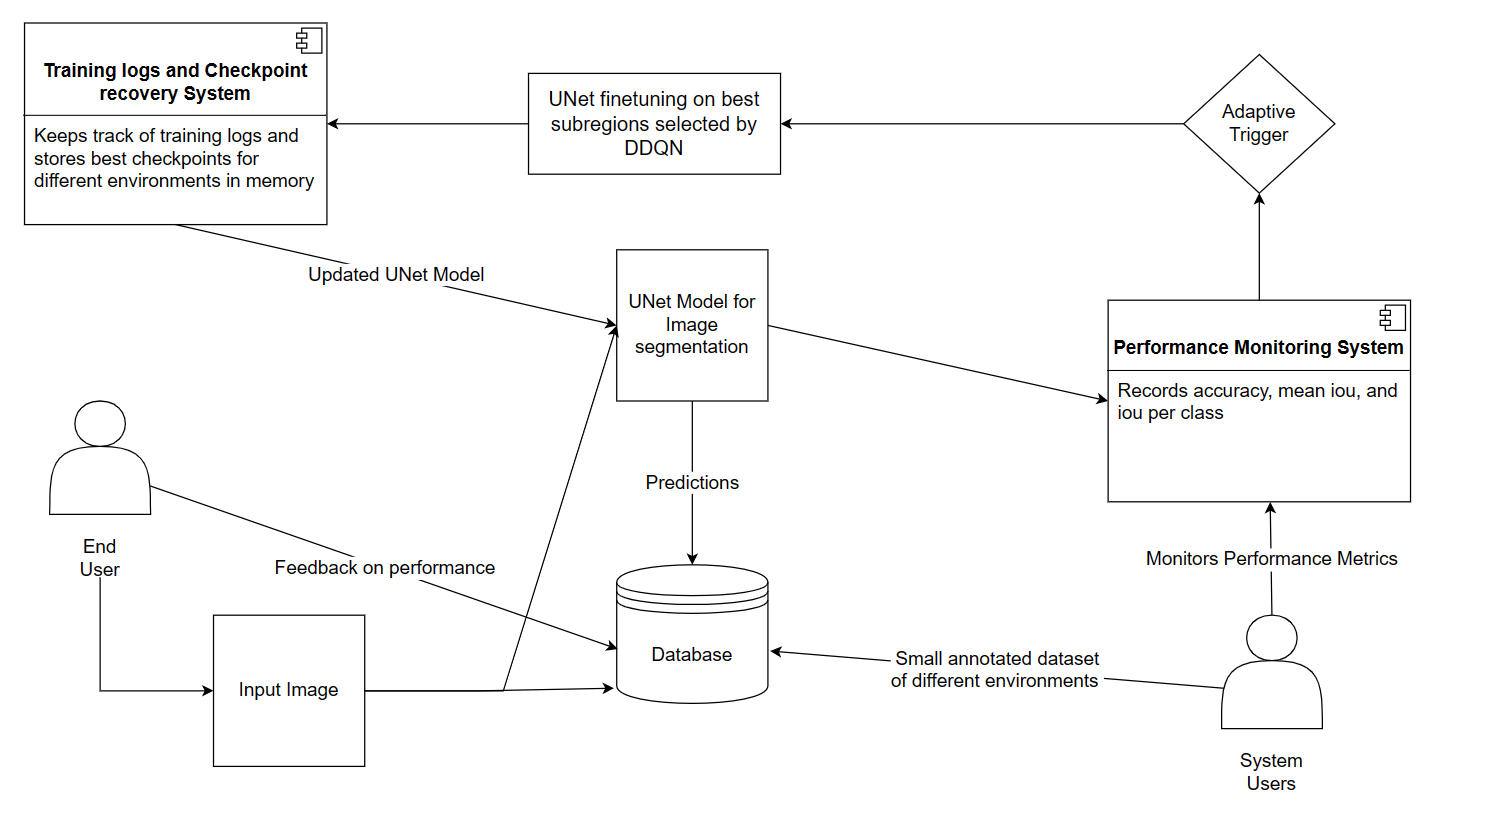 Training logs and Checkpoint
recovery System
Keeps track of training logs and
stores best checkpoints for
different environments in memory
UNet finetuning on best
subregions selected by
DDQN
Adaptive
Trigger
Updated UNet Model
UNet Model for
Image
segmentation
Performance Monitoring System
Records accuracy, mean iou, and
iou per class
Predictions
End
User
Feedback on performance
Monitors Performance Metrics
Input Image
Database
Small annotated dataset
of different environments
System
Users